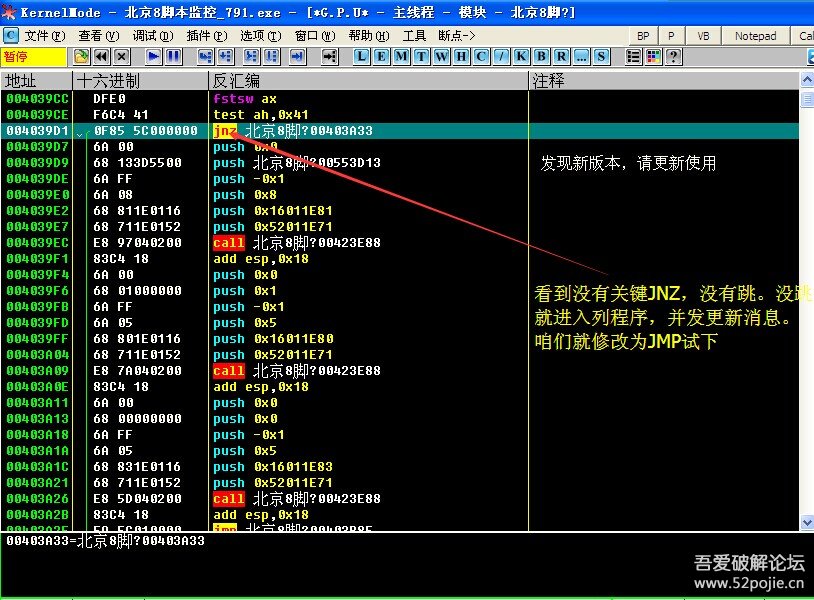 KernelMode - 北京8脚本监控_791.exe - [*G.P.U* - 主线程 - 模块 - 北京8脚?]
C 文件(F) 查看(V) 调试(D) 插件(P) 选项(T) 窗口(W) 帮助(H) 工具 断点-> BP P VB Notepad Cal
暂停 L E M T W H C / K B R ... S ?
地址 十六进制 反汇编 注释
004039CC DFE0 fstsw ax
004039CE F6C4 41 test ah,0x41
004039D1 0F85 5C000000 jnz 北京8脚?00403A33
004039D7 6A 00 push 0x0
004039D9 68 133D5500 push 北京8脚?00553D13 发现新版本，请更新使用
004039DE 6A FF push -0x1
004039E0 6A 08 push 0x8
004039E2 68 811E0116 push 0x16011E81
004039E7 68 711E0152 push 0x52011E71
004039EC E8 97040200 call 北京8脚?00423E88
004039F1 83C4 18 add esp,0x18
004039F4 6A 00 push 0x0
004039F6 68 01000000 push 0x1
004039FB 6A FF push -0x1
004039FD 6A 05 push 0x5
004039FF 68 801E0116 push 0x16011E80
00403A04 68 711E0152 push 0x52011E71
00403A09 E8 7A040200 call 北京8脚?00423E88
00403A0E 83C4 18 add esp,0x18
00403A11 6A 00 push 0x0
00403A13 68 00000000 push 0x0
00403A18 6A FF push -0x1
00403A1A 6A 05 push 0x5
00403A1C 68 831E0116 push 0x16011E83
00403A21 68 711E0152 push 0x52011E71
00403A26 E8 5D040200 call 北京8脚?00423E88
00403A2B 83C4 18 add esp,0x18
看到没有关键JNZ，没有跳。没跳
就进入列程序，并发更新消息。
咱们就修改为JMP试下
00403A33=北京8脚?00403A33
吾爱破解论坛
www.52pojie.cn